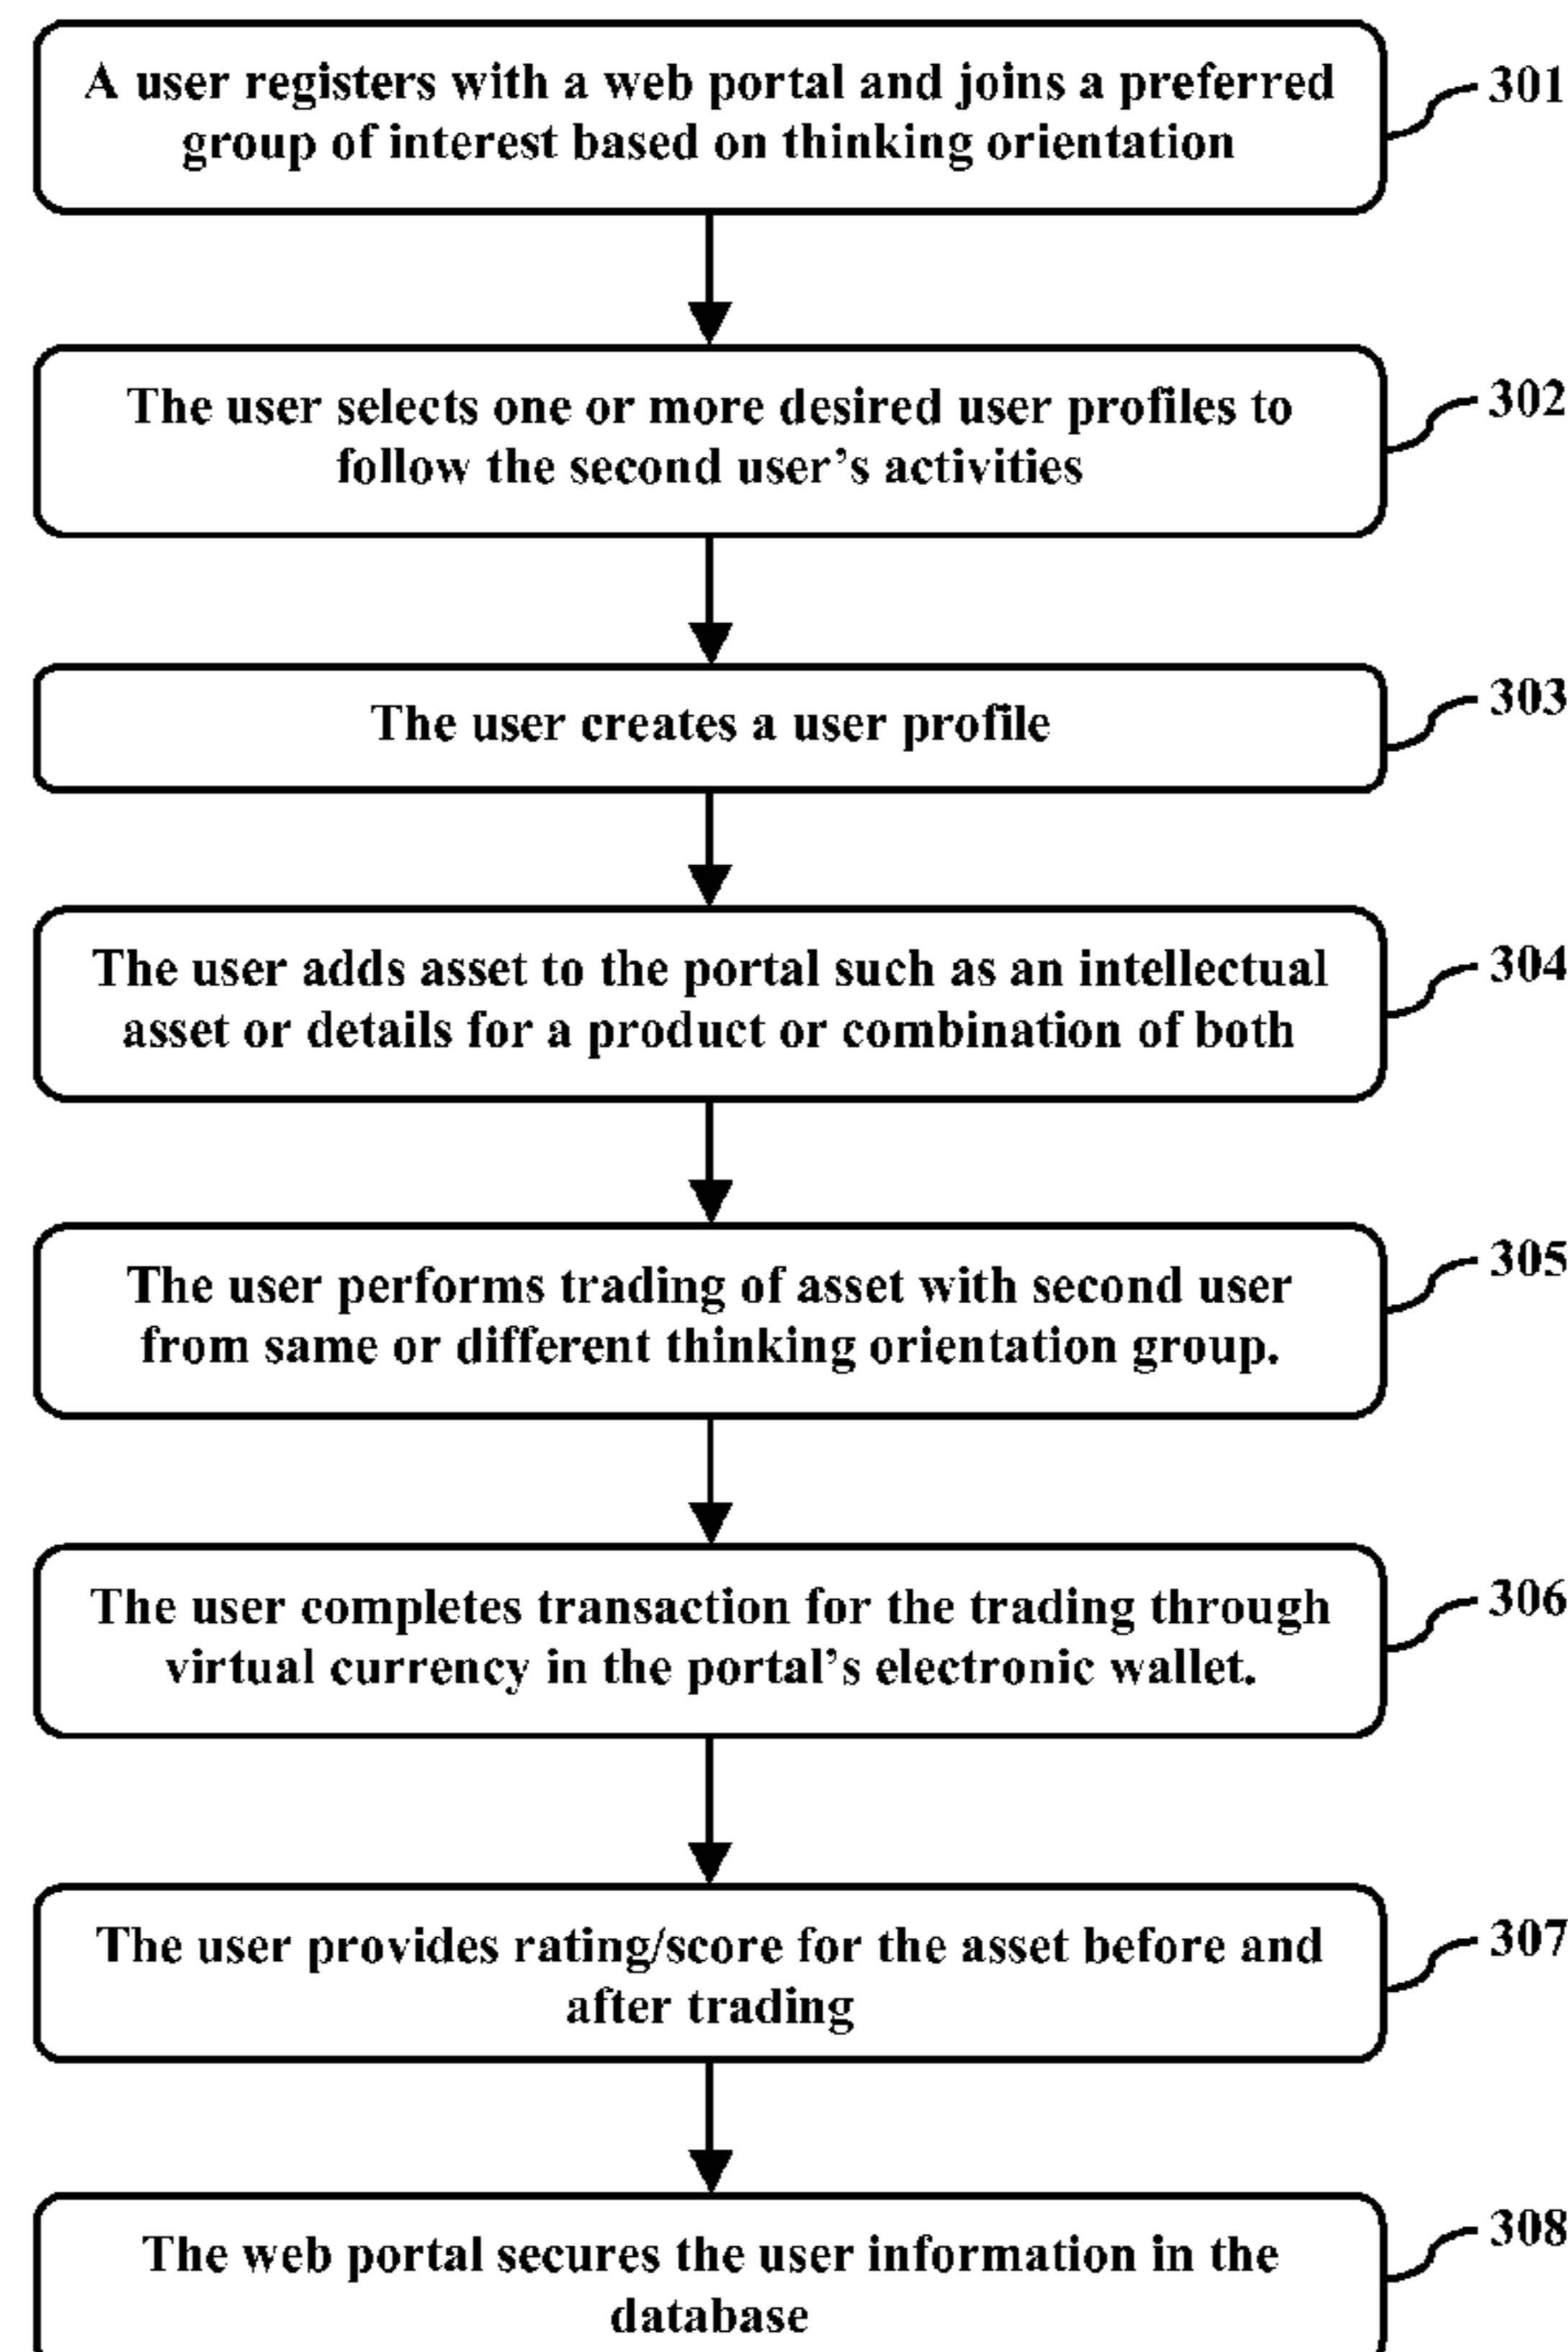 A user registers with a web portal and joins a preferred
group of interest based on thinking orientation
301
The user selects one or more desired user profiles to
follow the second user’s activities
302
The user creates a user profile
303
The user adds asset to the portal such as an intellectual
asset or details for a product or combination of both
304
The user performs trading of asset with second user
from same or different thinking orientation group.
305
The user completes transaction for the trading through
virtual currency in the portal’s electronic wallet.
306
The user provides rating/score for the asset before and
after trading
307
The web portal secures the user information in the
database
308